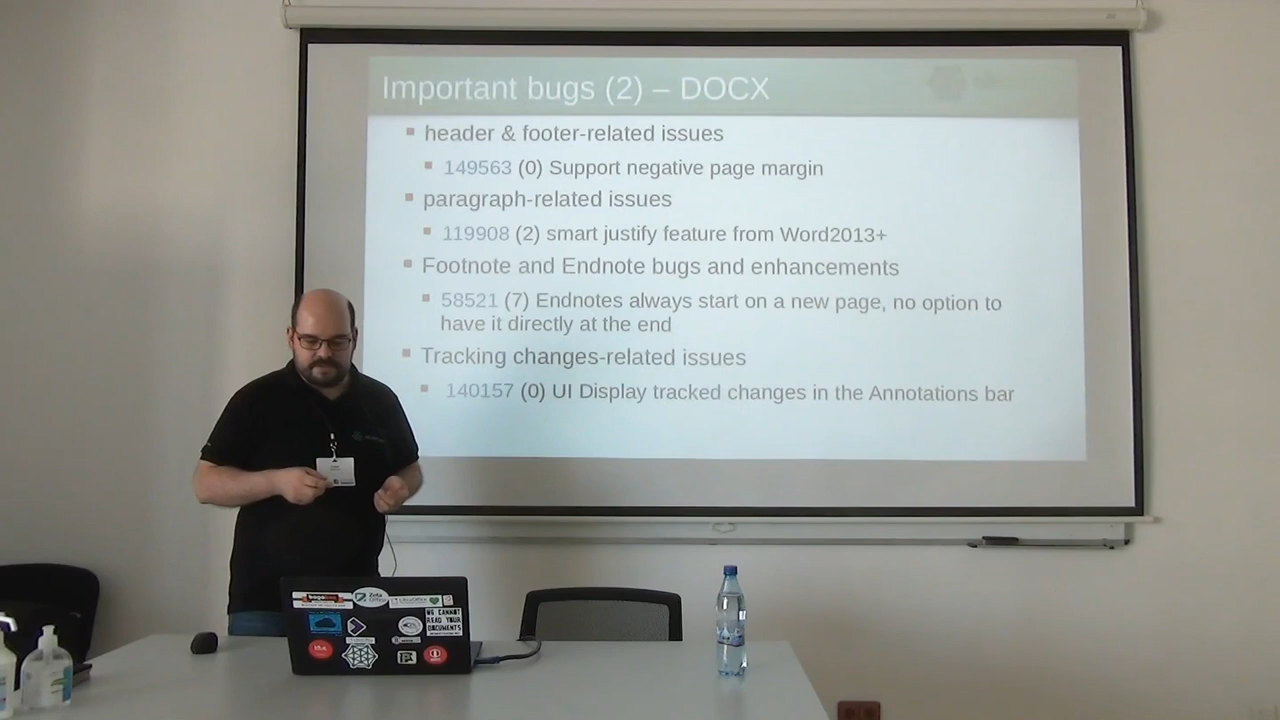 Important bugs (2) – DOCX
header & footer-related issues
149563 (0) Support negative page margin
paragraph-related issues
119908 (2) smart justify feature from Word2013+
Footnote and Endnote bugs and enhancements
58521 (7) Endnotes always start on a new page, no option to
have it directly at the end
Tracking changes-related issues
140157 (0) UI Display tracked changes in the Annotations bar
Zeta
Office
LibreOffice
WE CANNOT
READ YOUR
DOCUMENTS